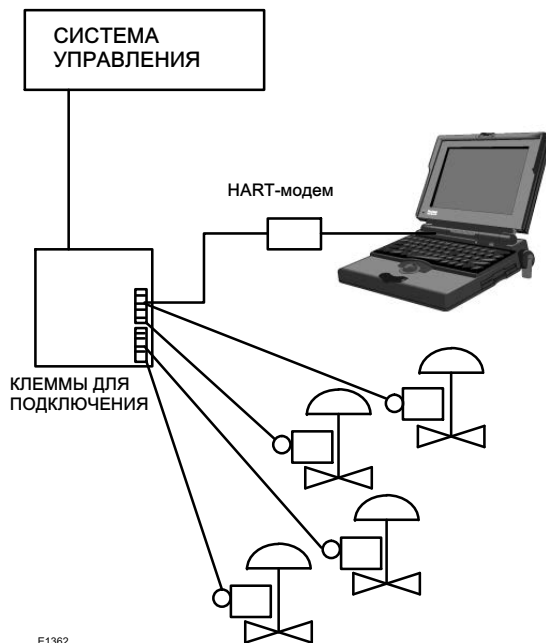 СИСТЕМА
УПРАВЛЕНИЯ
HART-модем
КЛЕММЫ ДЛЯ
ПОДКЛЮЧЕНИЯ
E1362